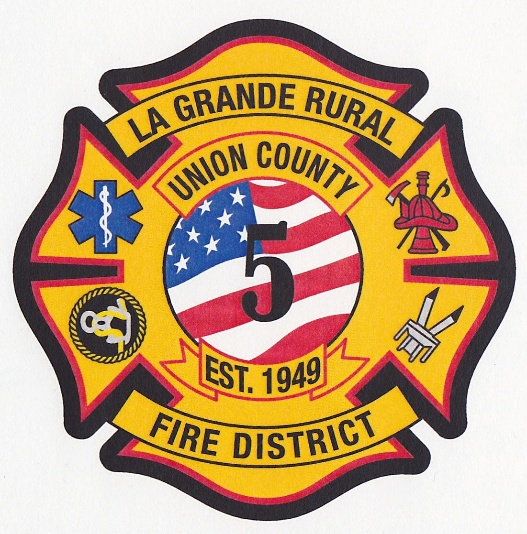 LA GRANDE RURAL
UNION COUNTY
5
EST. 1949
FIRE DISTRICT